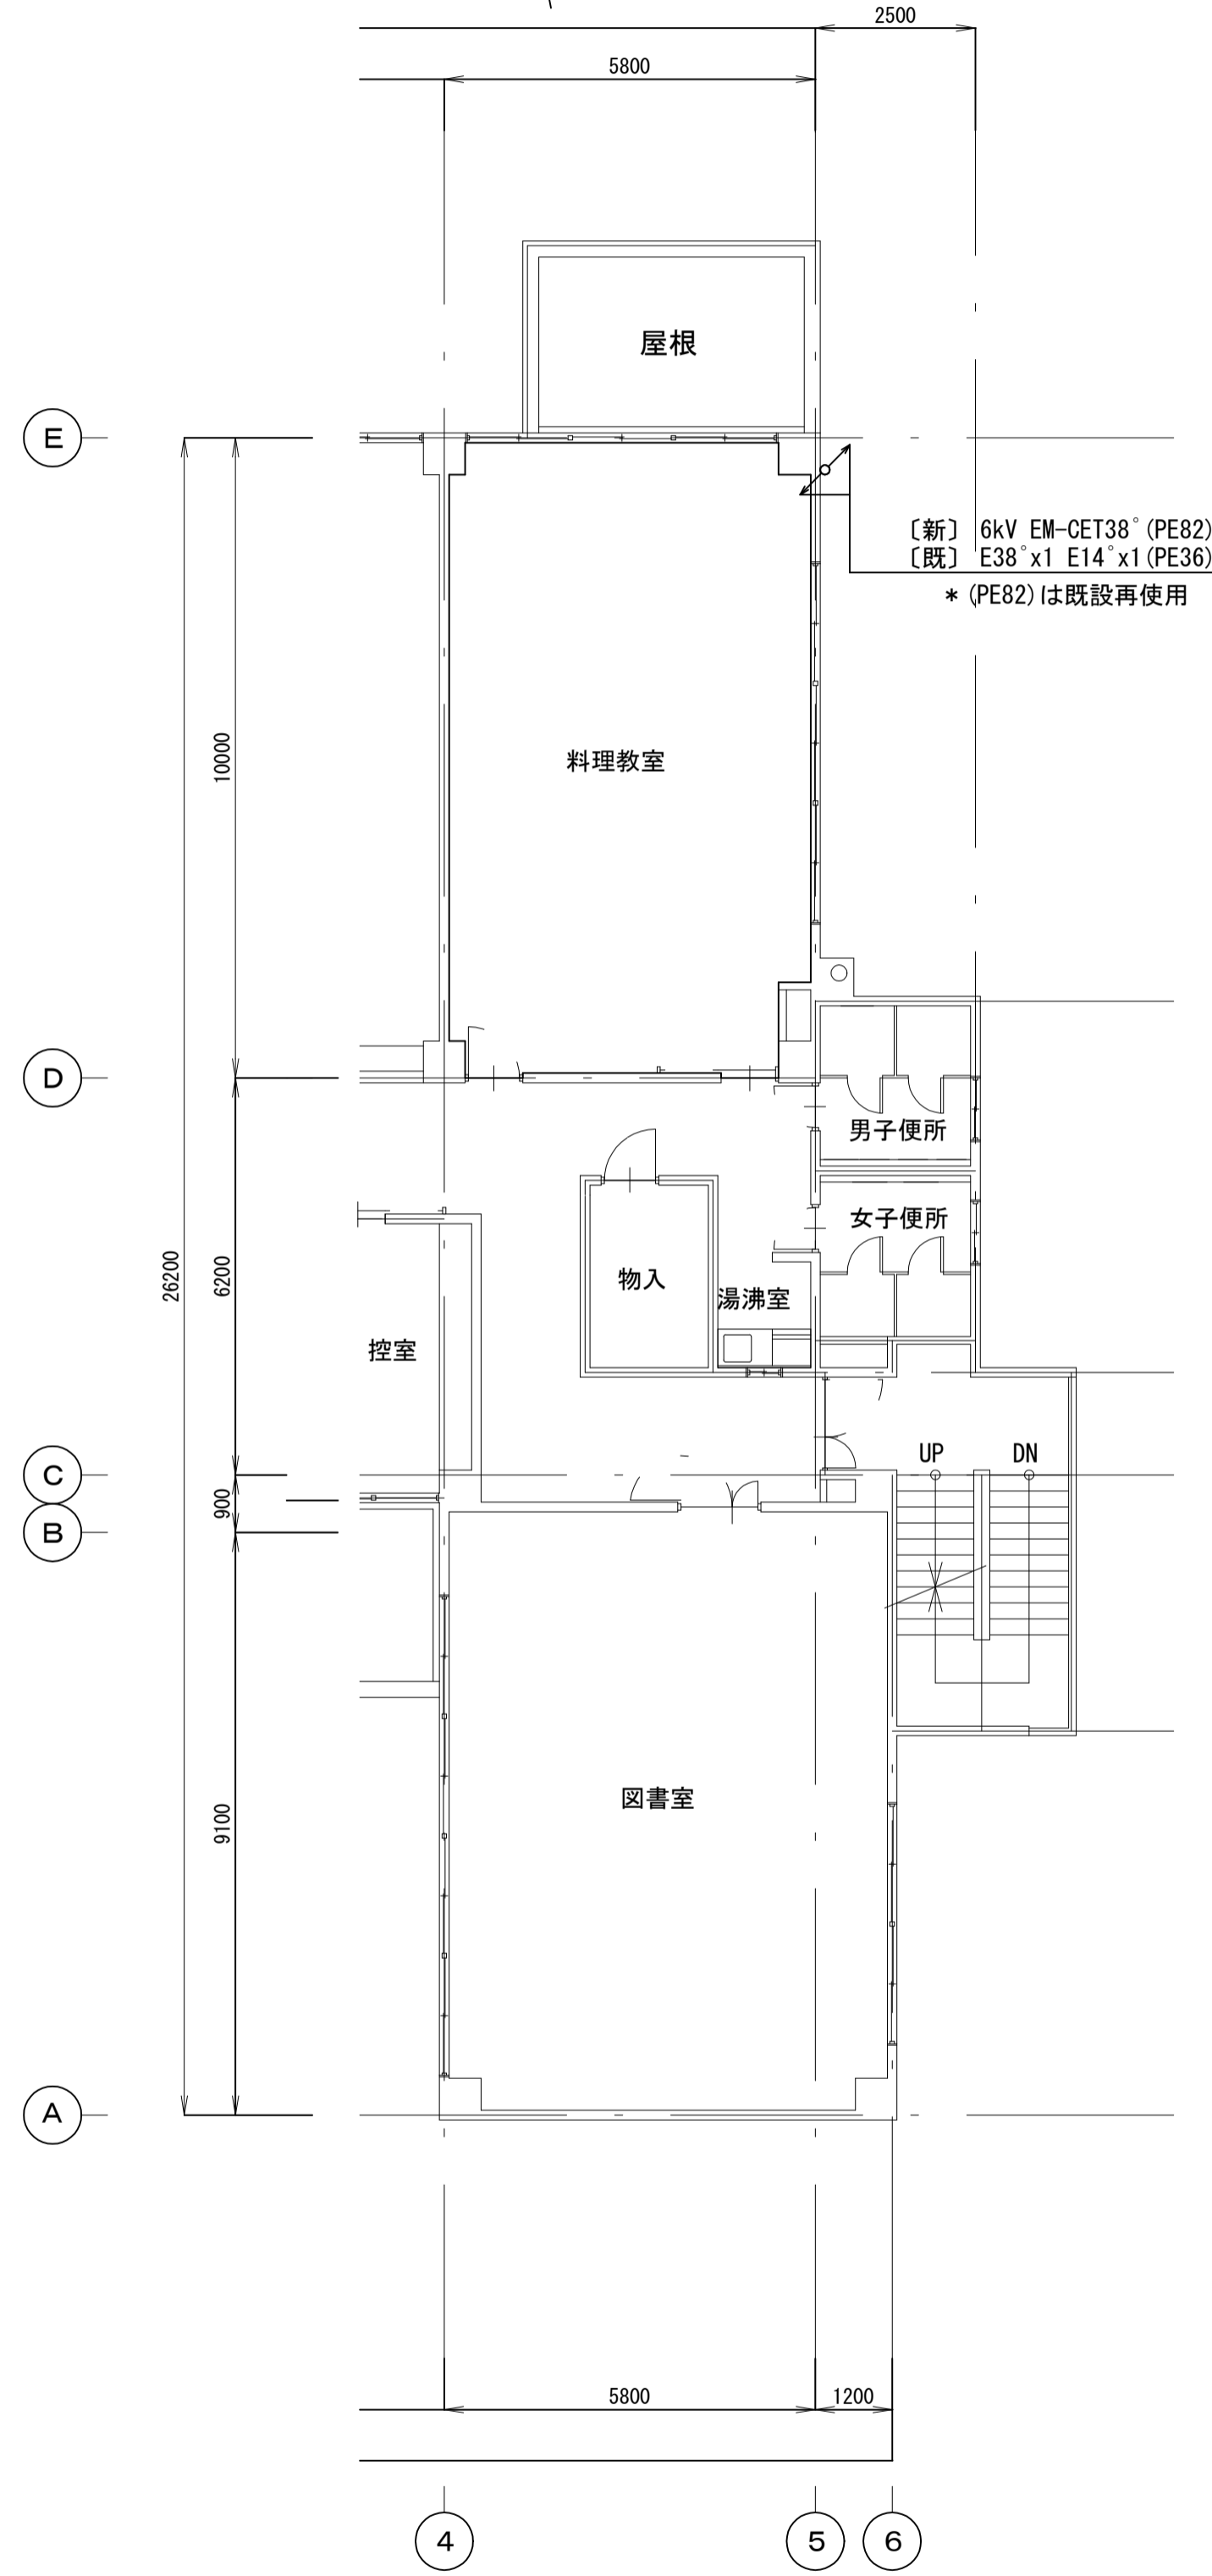 2500
5800
屋根
E
〔新〕 6kV EM-CET38°(PE82)
〔既〕 E38°x1 E14°x1(PE36)
* (PE82)は既設再使用
10000
料理教室
D
男子便所
女子便所
物入
湯沸室
26200
6200
控室
UP
DN
C
900
B
図書室
9100
A
5800
1200
4
5
6